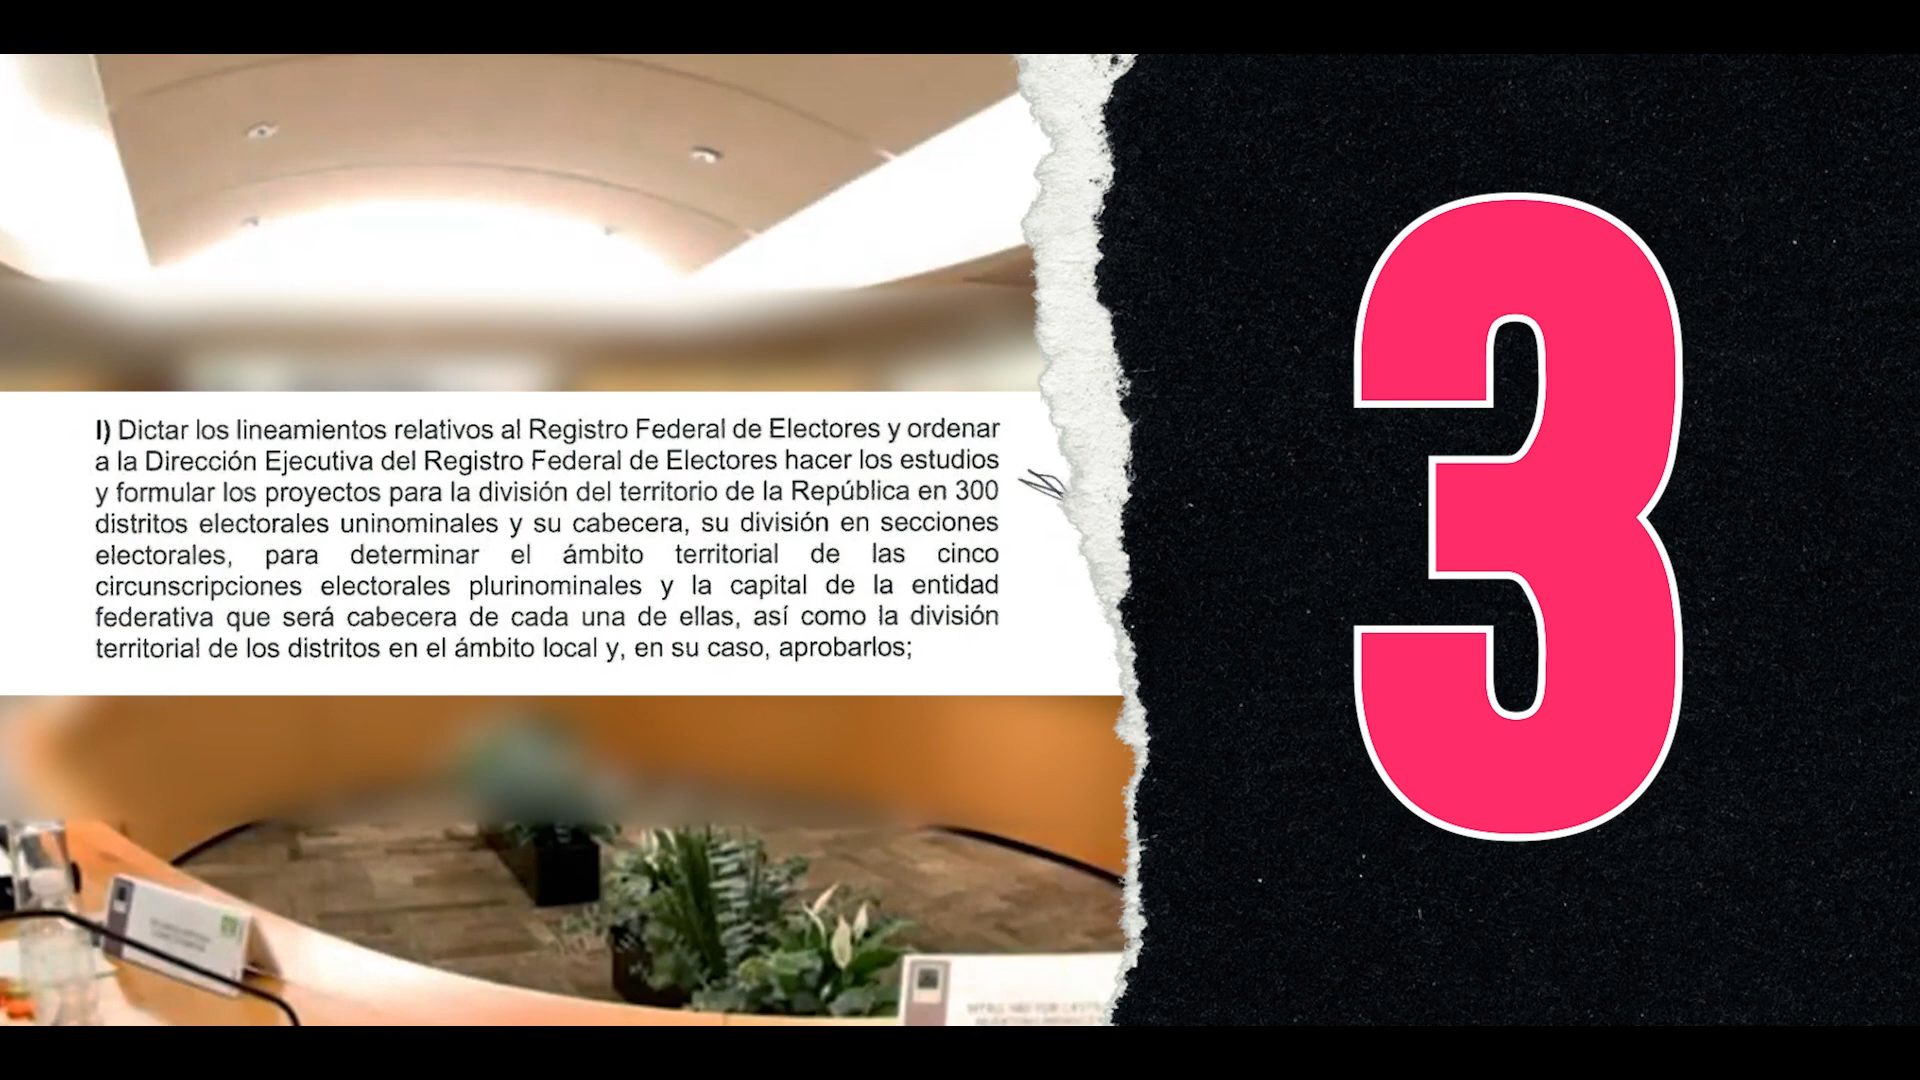 l) Dictar los lineamientos relativos al Registro Federal de Electores y ordenar
a la Dirección Ejecutiva del Registro Federal de Electores hacer los estudios
y formular los proyectos para la división del territorio de la República en 300
distritos electorales uninominales y su cabecera, su división en secciones
electorales, para determinar el ámbito territorial de las cinco
circunscripciones electorales plurinominales y la capital de la entidad
federativa que será cabecera de cada una de ellas, así como la división
territorial de los distritos en el ámbito local y, en su caso, aprobarlos;
3